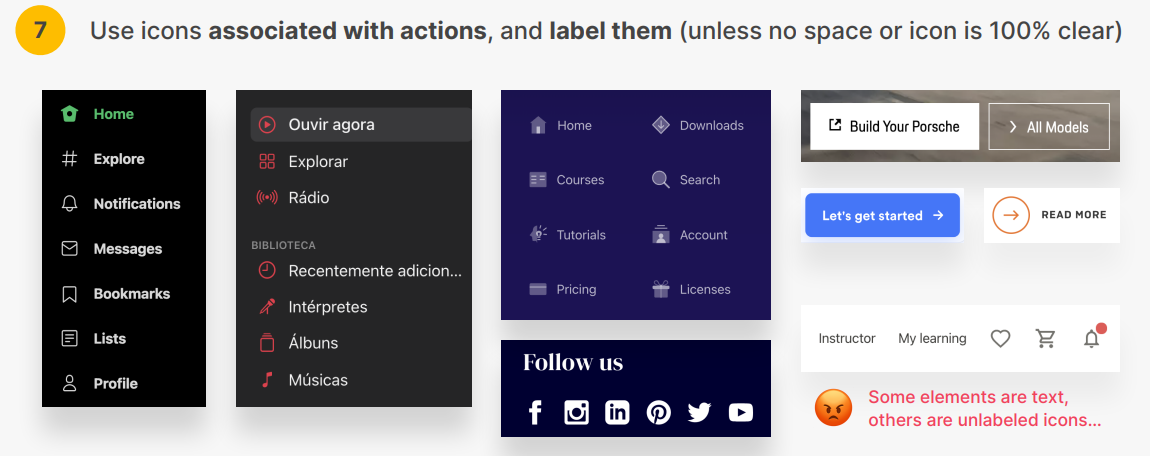 7
Use icons associated with actions, and label them (unless no space or icon is 100% clear)
Home
Explore
Notifications
Messages
Bookmarks
Lists
Profile
Ouvir agora
Explorar
Rádio
BIBLIOTECA
Recentemente adicion...
Intérpretes
Álbuns
Músicas
Home
Downloads
Courses
Search
Tutorials
Account
Pricing
Licenses
Follow us
Build Your Porsche
All Models
Let's get started
READ MORE
Instructor
My learning
Some elements are text,
others are unlabeled icons...